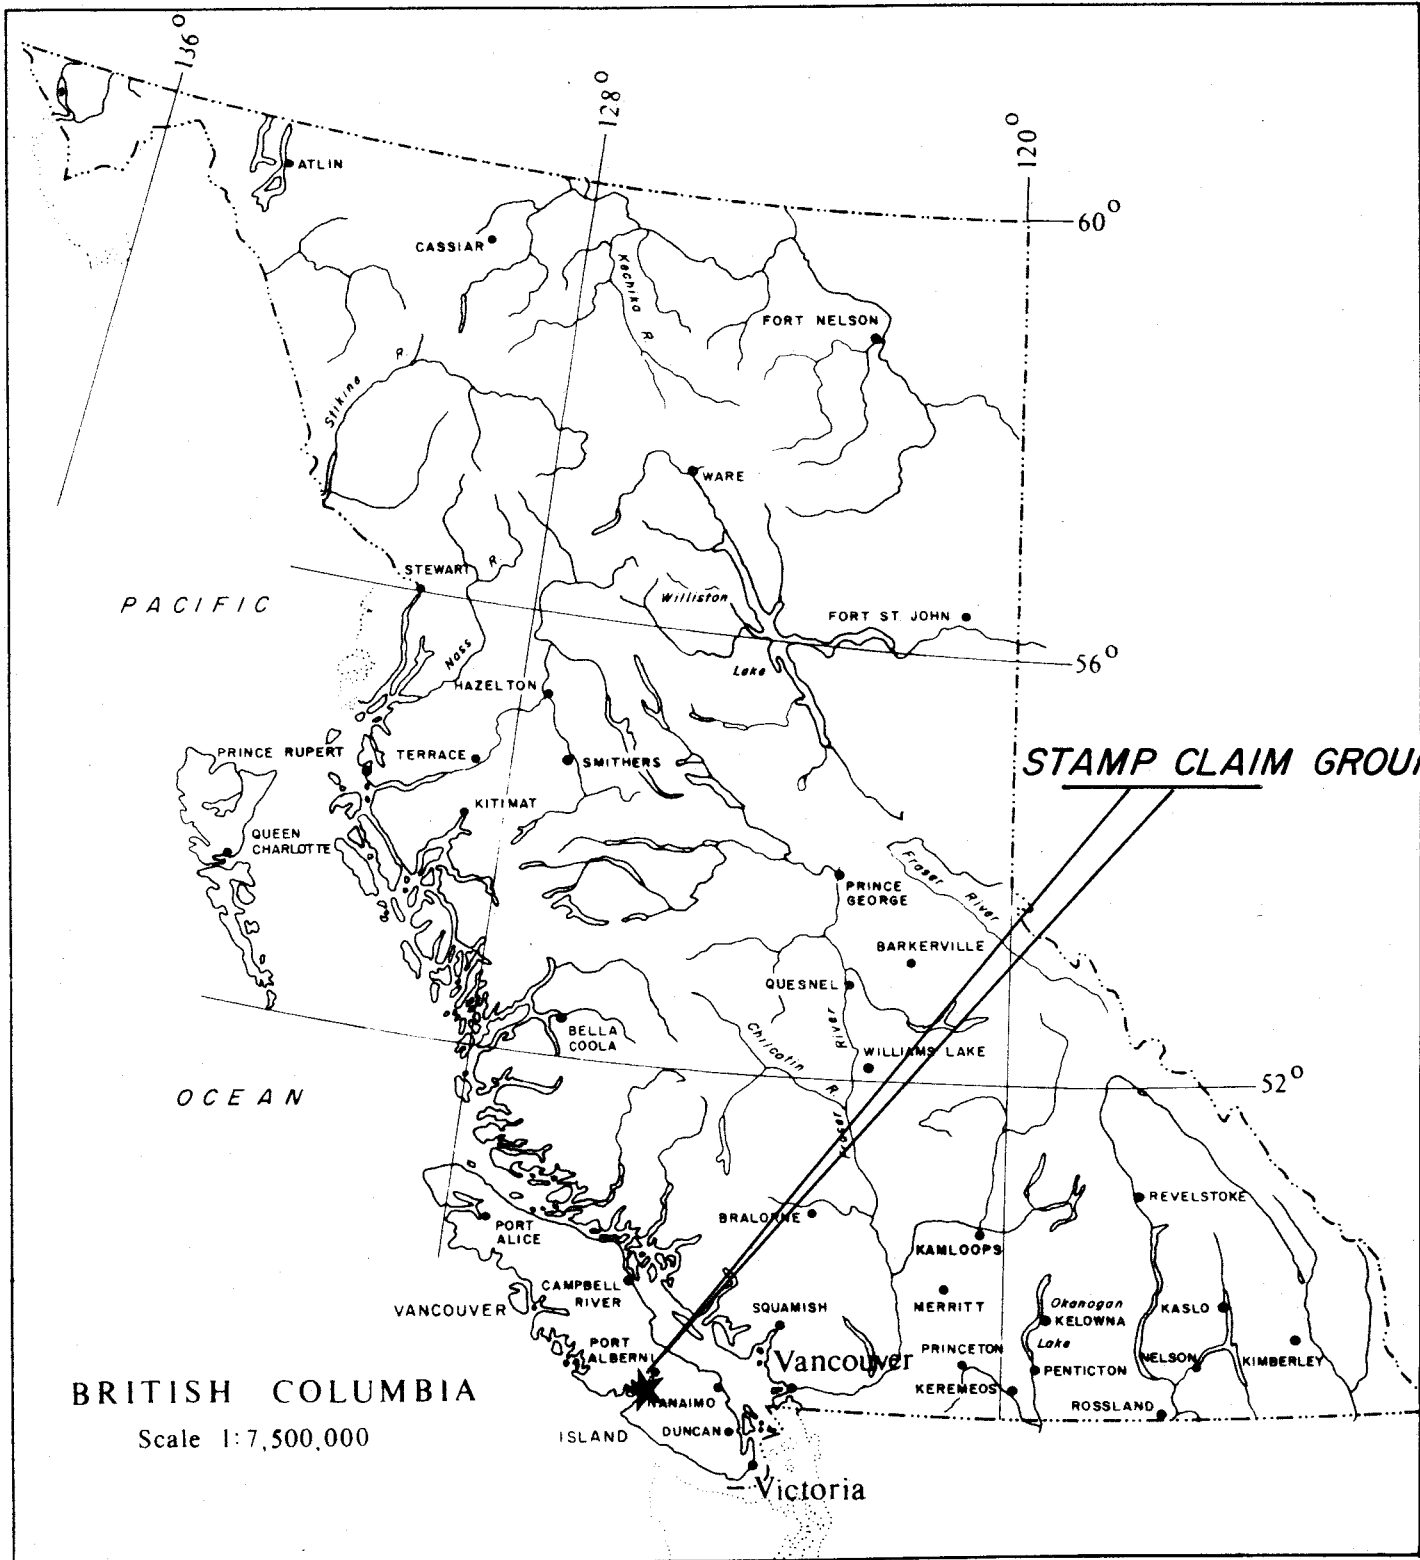 136°
128°
120°
ATLIN
60°
CASSIAR
Kechika R.
FORT NELSON
Stikine R.
WARE
STEWART
R.
PACIFIC
Williston
FORT ST. JOHN
Nass
56°
Lake
HAZELTON
PRINCE RUPERT
TERRACE
SMITHERS
STAMP CLAIM GROU
KITIMAT
QUEEN
CHARLOTTE
Fraser River
PRINCE
GEORGE
BARKERVILLE
QUESNEL
BELLA
COOLA
Chilcotin R.
River
WILLIAMS LAKE
52°
OCEAN
Fraser
REVELSTOKE
PORT
ALICE
BRALORNE
KAMLOOPS
CAMPBELL
RIVER
VANCOUVER
SQUAMISH
MERRITT
Okanogan
KASLO
KELOWNA
PORT
ALBERNI
PRINCETON
Lake
Vancouver
PENTICTON
NELSON
KIMBERLEY
BRITISH COLUMBIA
KEREMEOS
NANAIMO
ROSSLAND
Scale 1:7,500,000
ISLAND
DUNCAN
Victoria